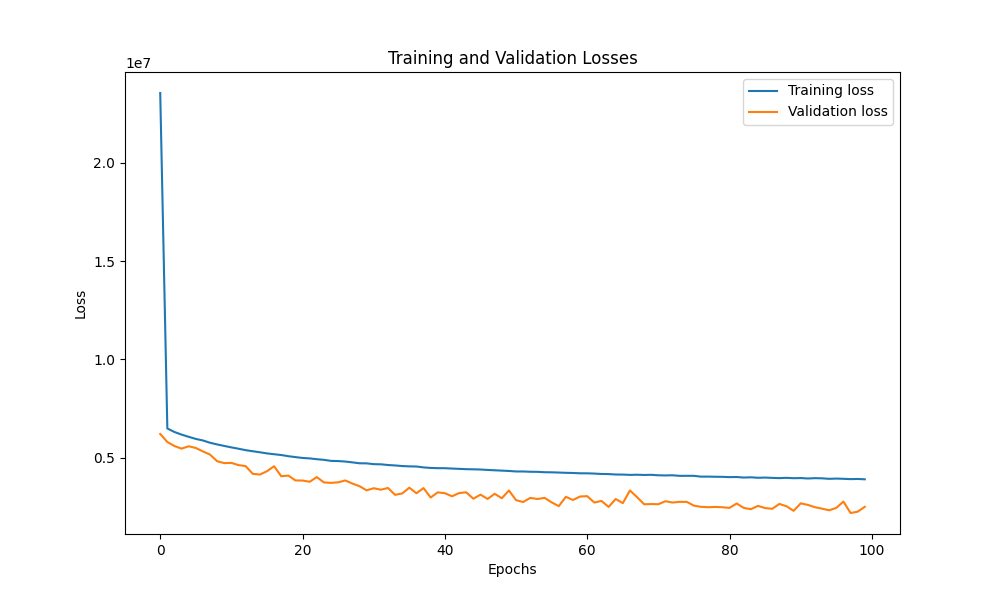 Training and Validation Losses
1e7
Training loss
Validation loss
2.0
1.5
1.0
0.5
Loss
0 20 40 60 80 100
Epochs